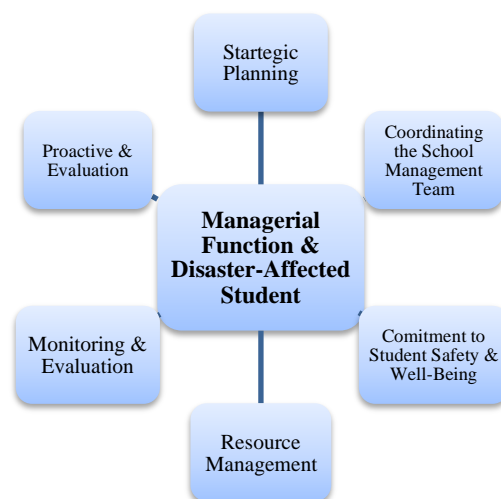 Startegic
Planning
Proactive &
Evaluation
Coordinating
the School
Management
Team
Managerial
Function &
Disaster-Affected
Student
Monitoring &
Evaluation
Comitment to
Student Safety &
Well-Being
Resource
Management